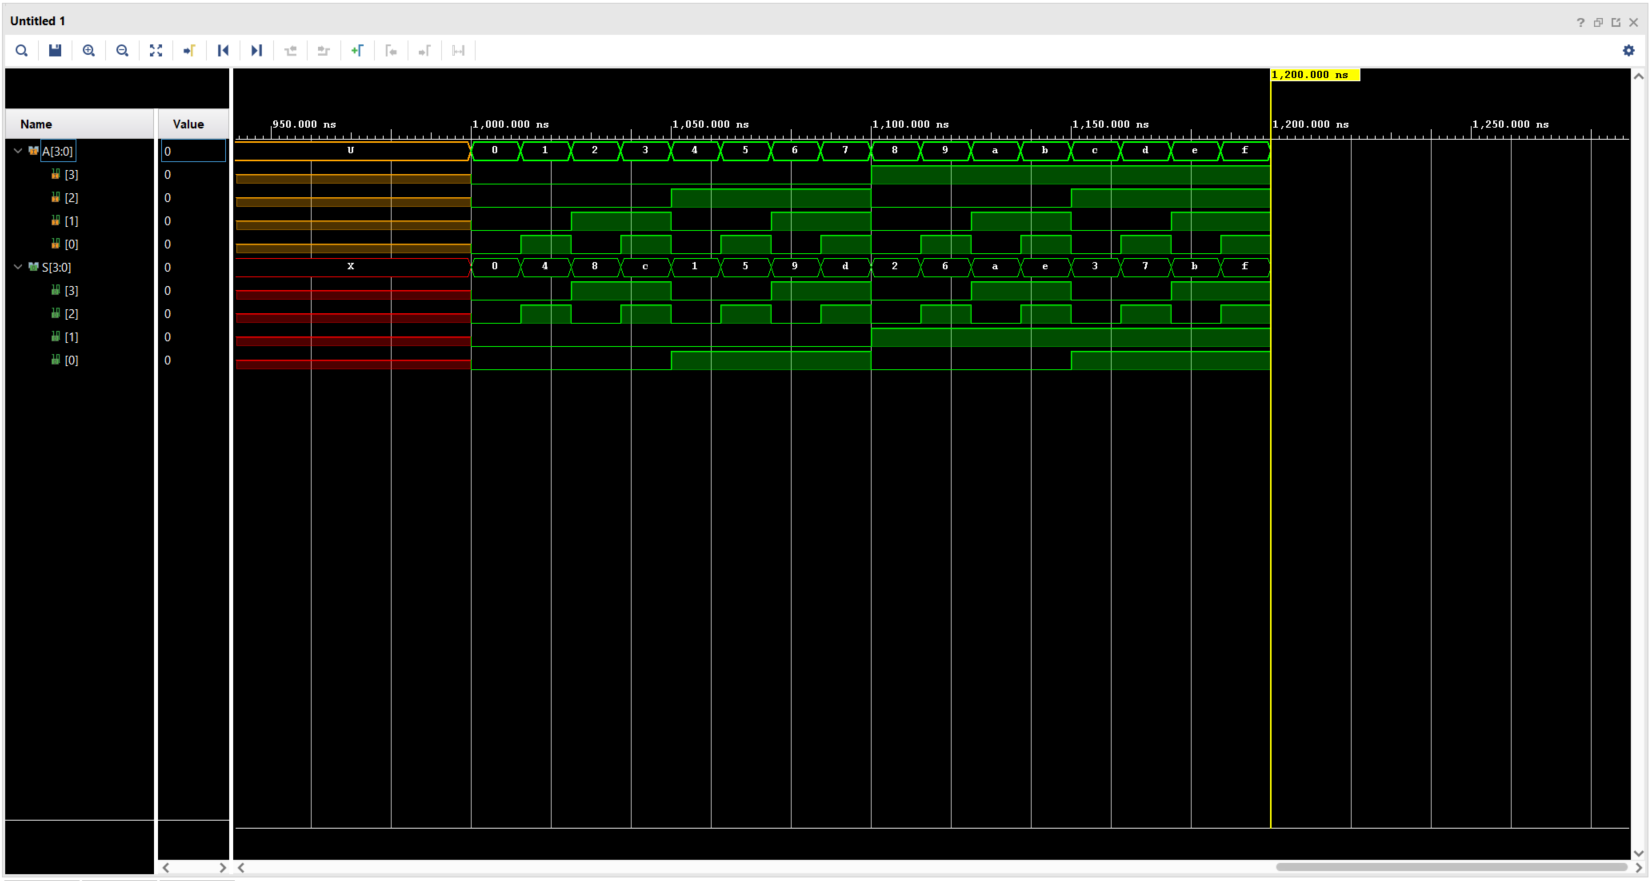 Untitled 1
1,200.000 ns
Name Value
950.000 ns 1,000.000 ns 1,050.000 ns 1,100.000 ns 1,150.000 ns 1,200.000 ns 1,250.000 ns
A[3:0] 0 U 0 1 2 3 4 5 6 7 8 9 a b c d e f
[3] 0
[2] 0
[1] 0
[0] 0
S[3:0] 0 X 0 4 8 c 1 5 9 d 2 6 a e 3 7 b f
[3] 0
[2] 0
[1] 0
[0] 0